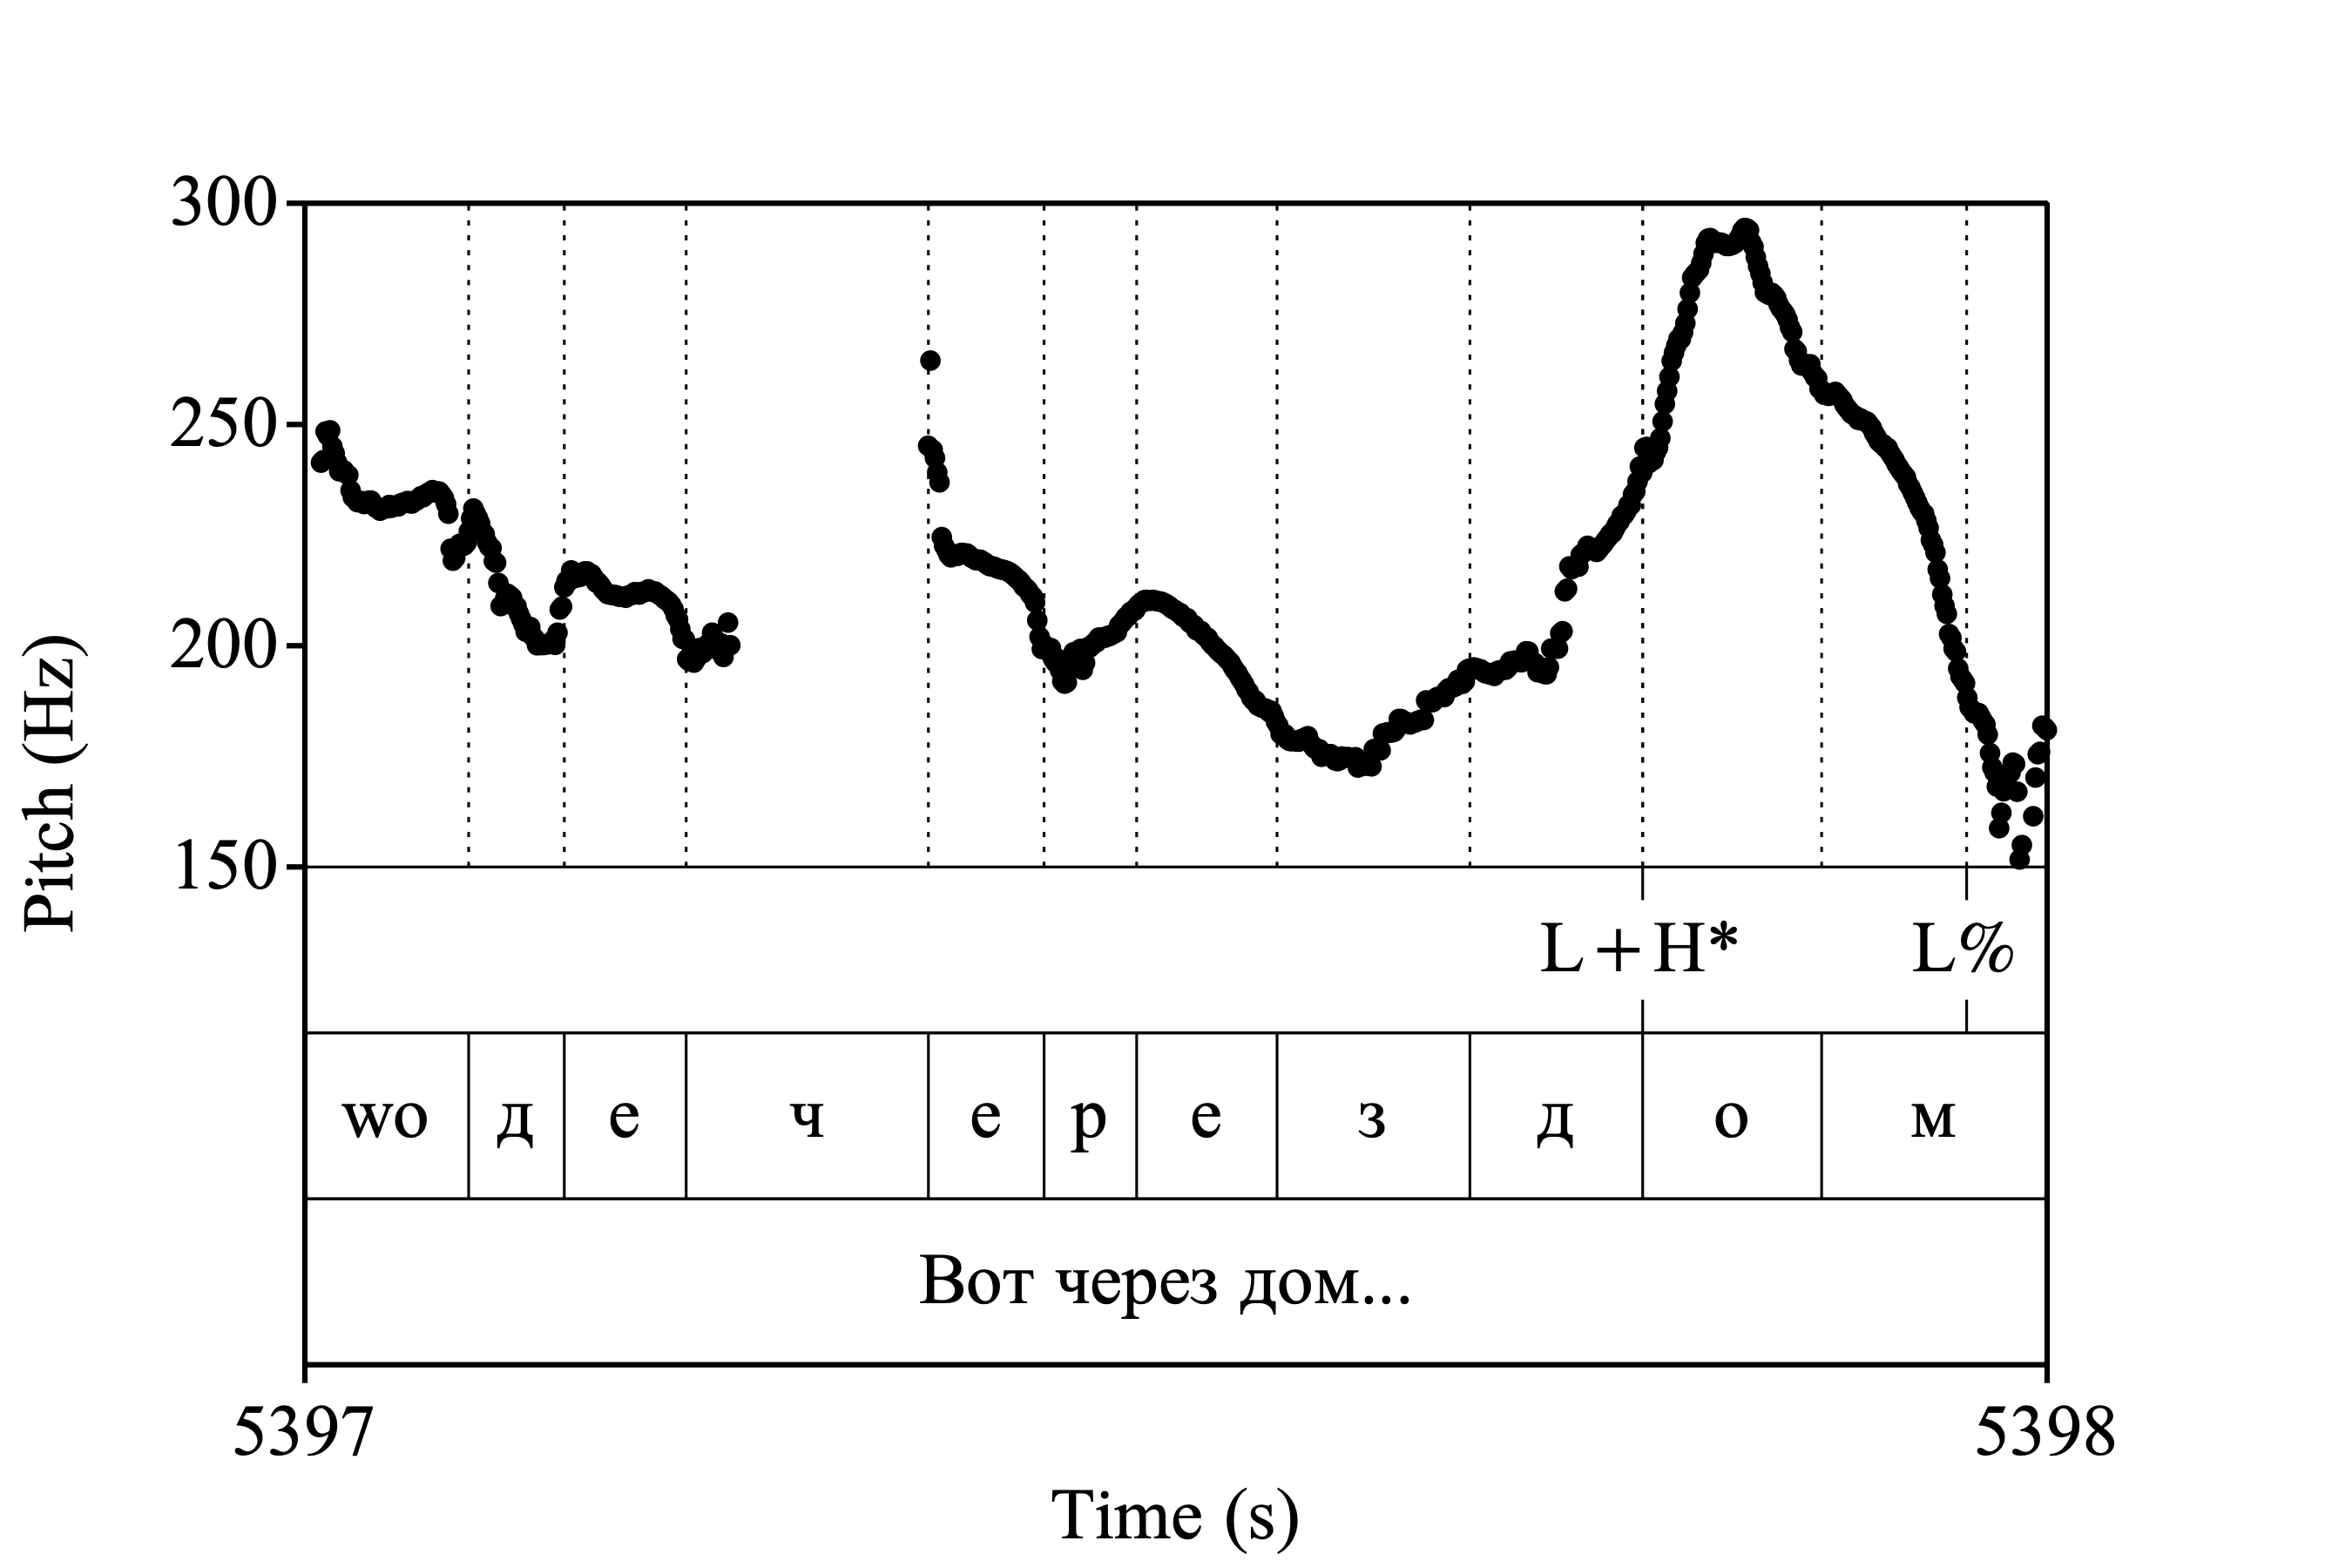 300
250
200
150
Pitch (Hz)
L + H* L%
wo д е ч е р е з д о м
Вот через дом...
5397 5398
Time (s)